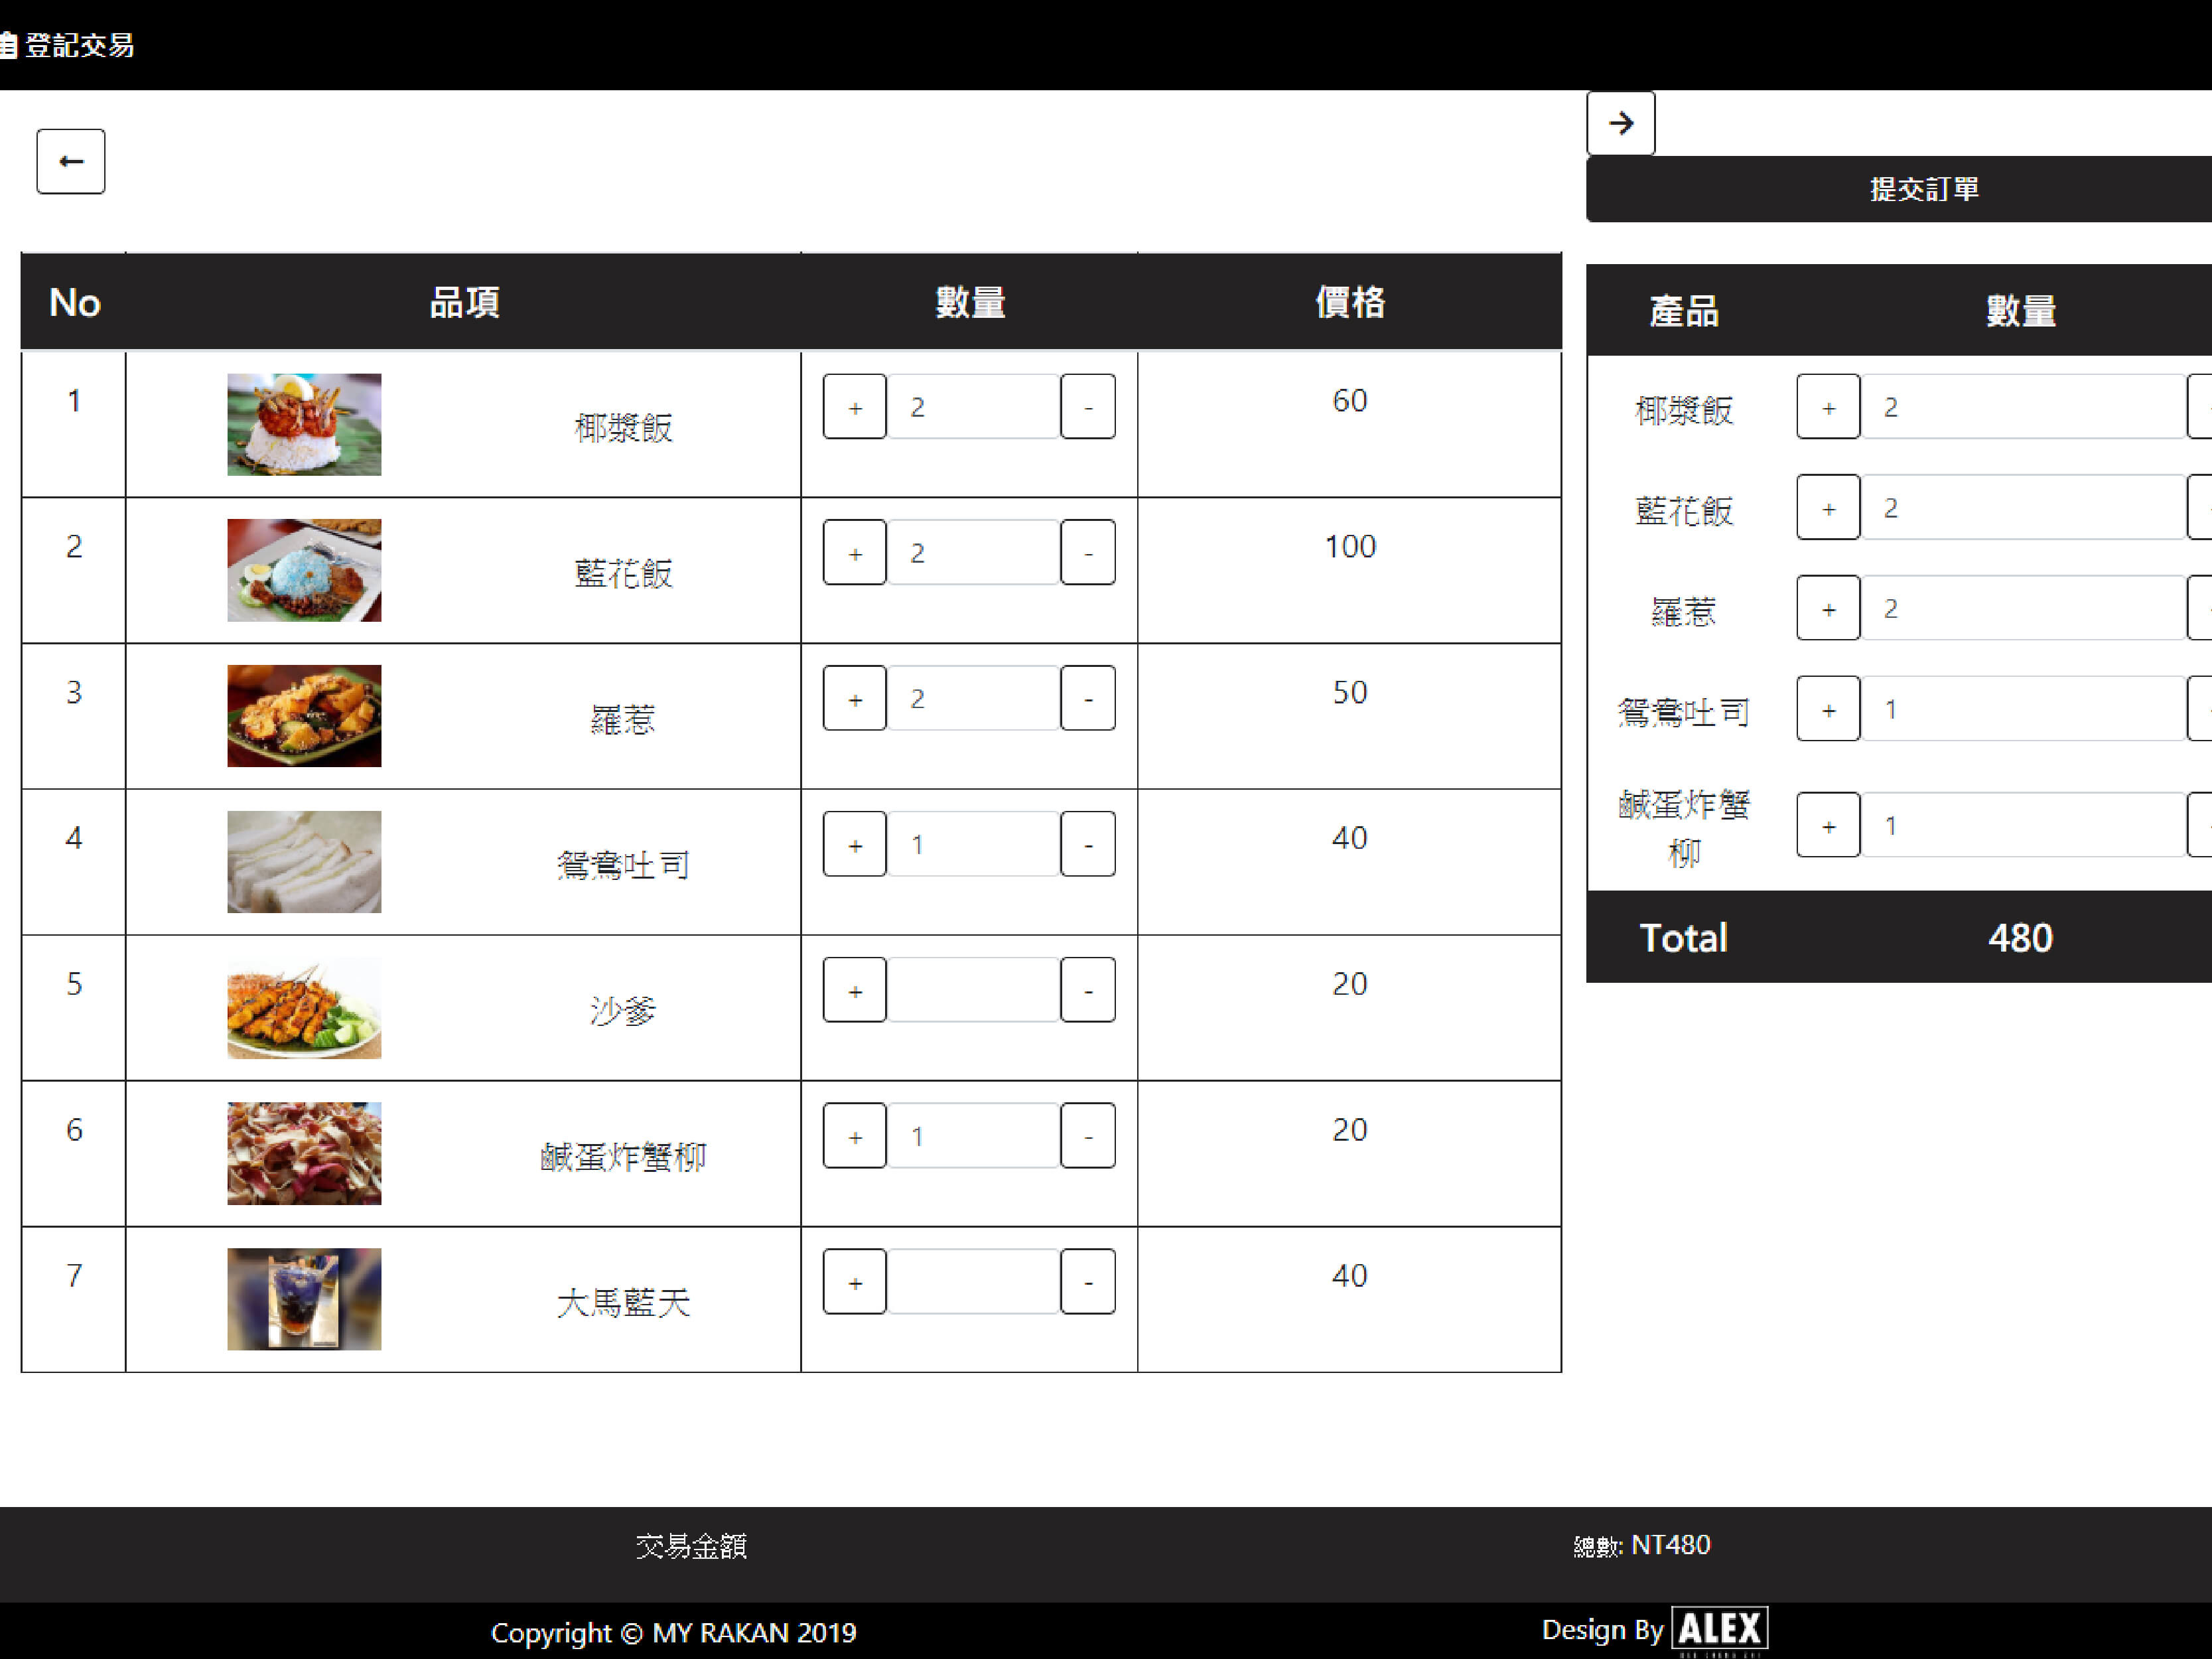 登記交易
←
→
提交訂單
No 品項 數量 價格
1 椰漿飯 + 2 - 60
2 藍花飯 + 2 - 100
3 羅惹 + 2 - 50
4 鴛鴦吐司 + 1 - 40
5 沙爹 + - 20
6 鹹蛋炸蟹柳 + 1 - 20
7 大馬藍天 + - 40
產品 數量
椰漿飯 + 2
藍花飯 + 2
羅惹 + 2
鴛鴦吐司 + 1
鹹蛋炸蟹
柳 + 1
Total 480
交易金額 總數: NT480
Copyright © MY RAKAN 2019 Design By ALEX